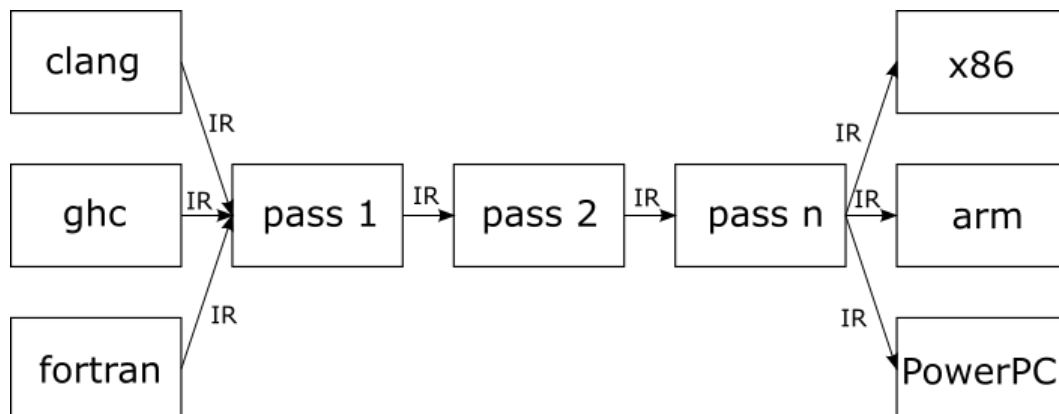 clang
x86
IR
IR
ghc
IR
pass 1
IR
pass 2
IR
pass n
IR
arm
IR
IR
fortran
PowerPC